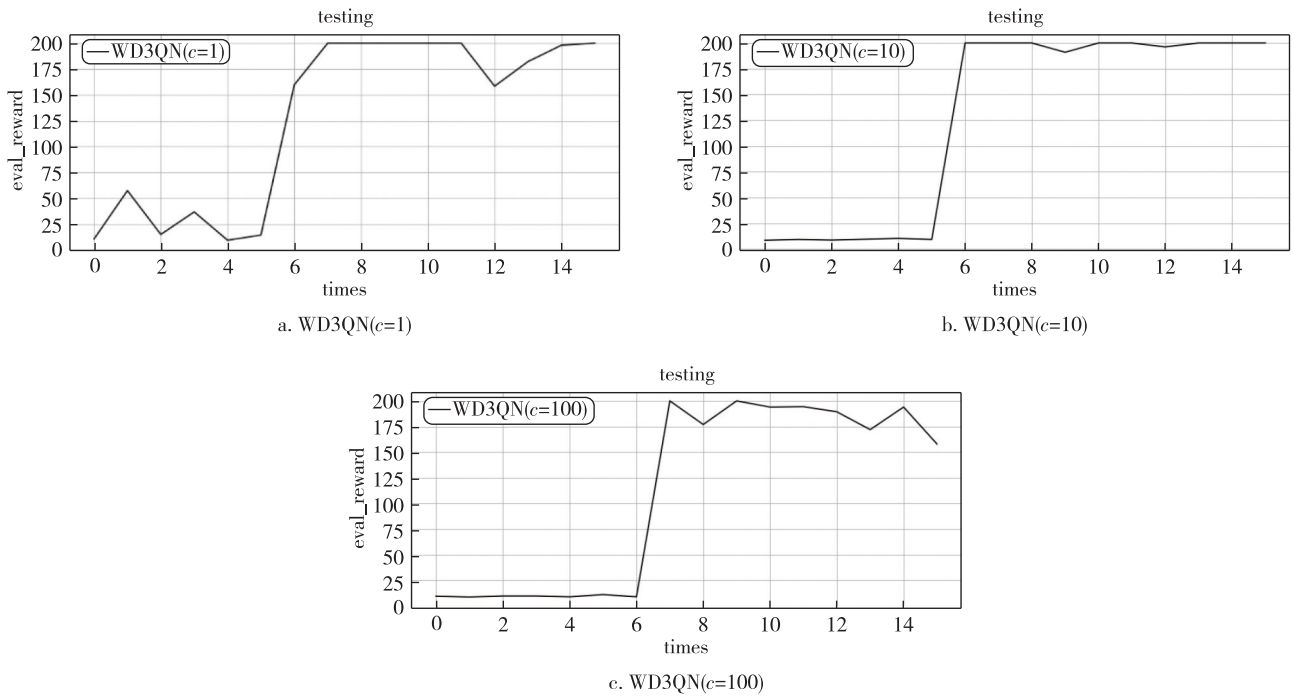 testing
WD3QN(c=1)
eval_reward
200
175
150
125
100
75
50
25
0
0 2 4 6 8 10 12 14
times
a. WD3QN(c=1)
testing
WD3QN(c=10)
eval_reward
200
175
150
125
100
75
50
25
0
0 2 4 6 8 10 12 14
times
b. WD3QN(c=10)
testing
WD3QN(c=100)
eval_reward
200
175
150
125
100
75
50
25
0
0 2 4 6 8 10 12 14
times
c. WD3QN(c=100)